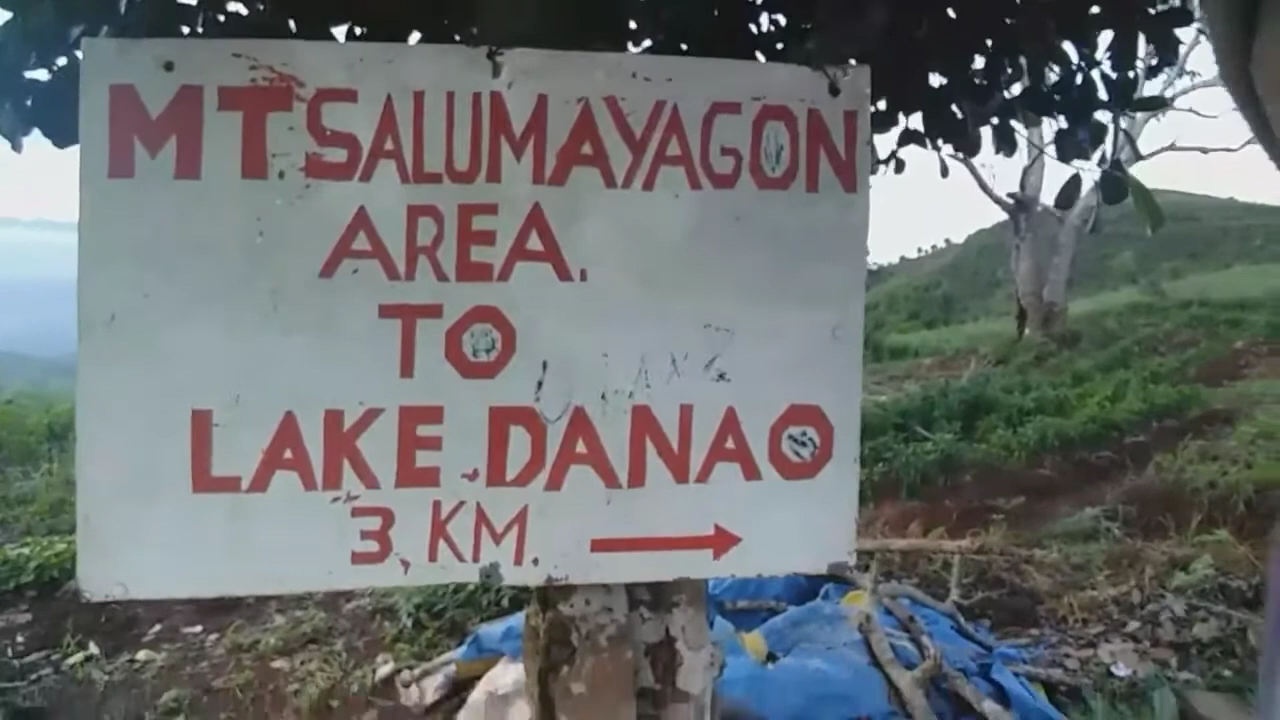 MT SALUMAYAGON
AREA.
TO
LAKE DANAO
3, KM.